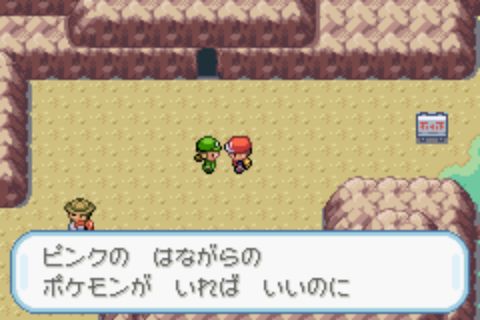 ピンクの　はながらの
ポケモンが　いれば　いいのに